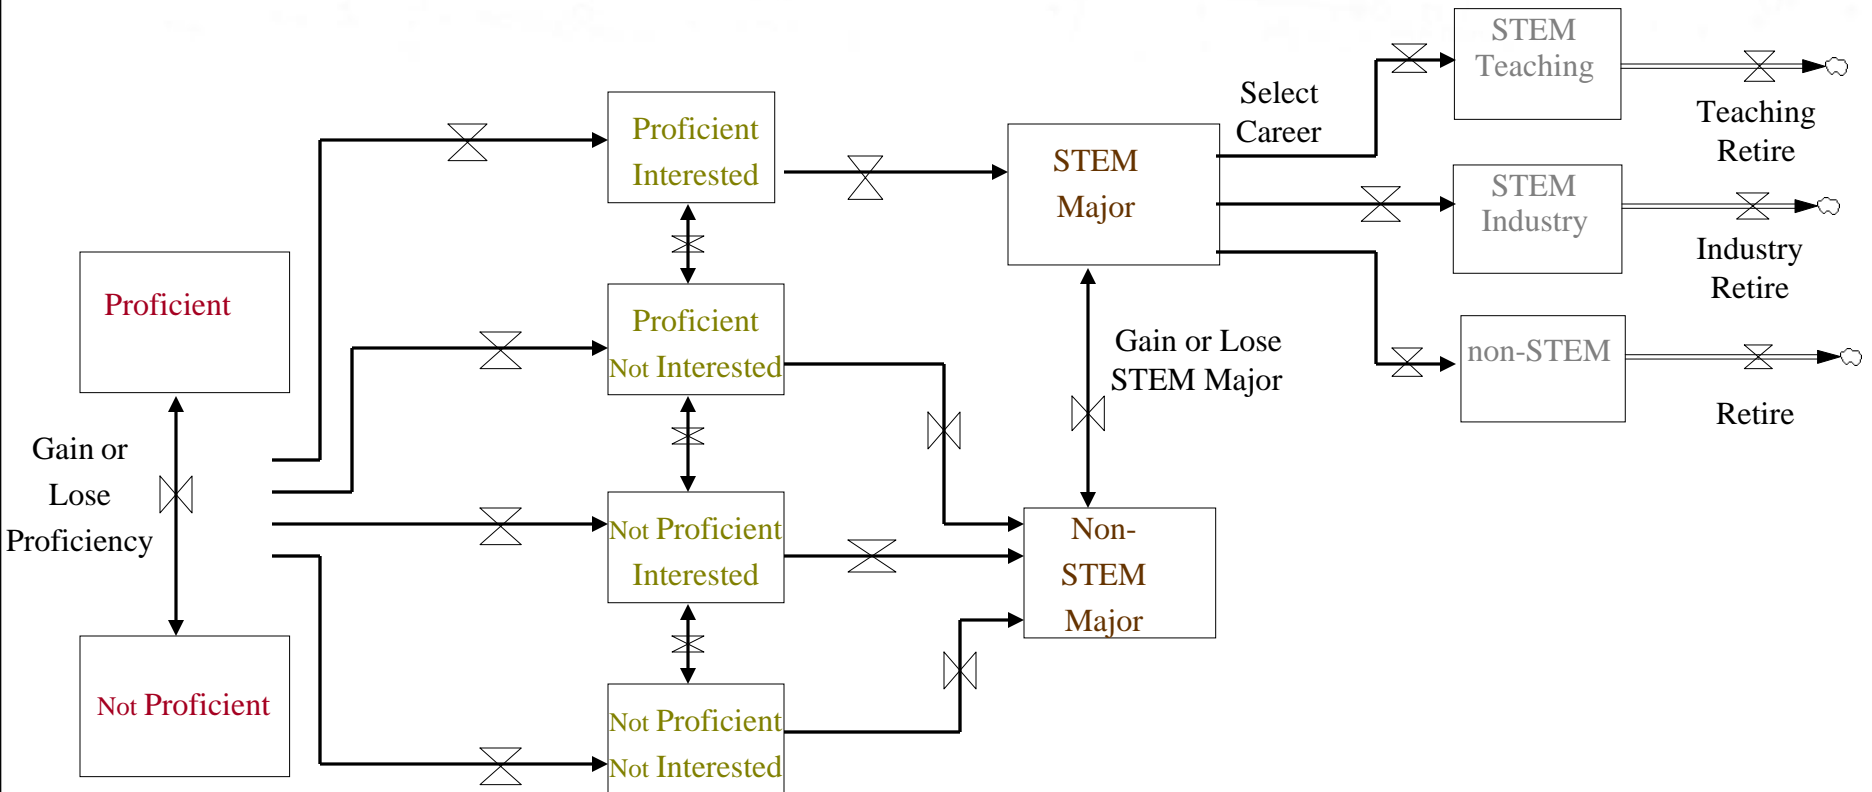 Proficient
Gain or
Lose
Proficiency
Not Proficient
Proficient
Interested
Proficient
Not Interested
Not Proficient
Interested
Not Proficient
Not Interested
STEM
Major
Gain or Lose
STEM Major
Non-
STEM
Major
Select
Career
STEM
Teaching
Teaching
Retire
STEM
Industry
Industry
Retire
non-STEM
Retire